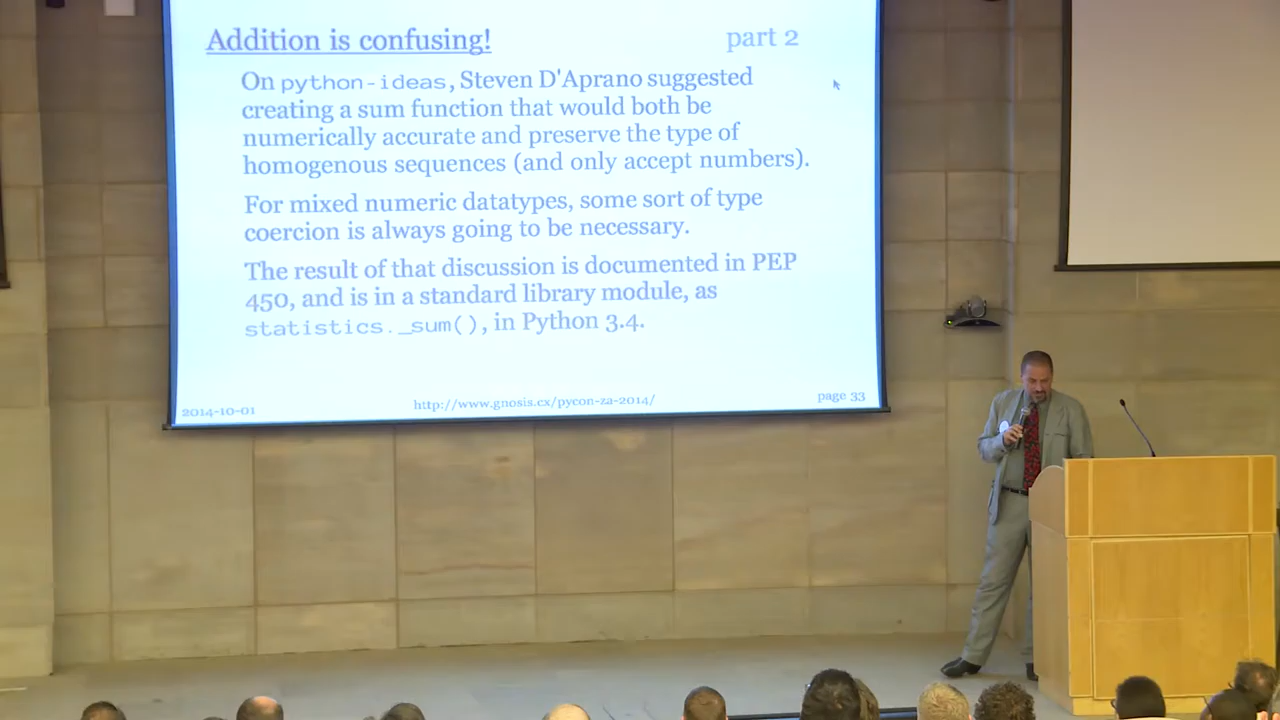 Addition is confusing! part 2
On python-ideas, Steven D'Aprano suggested
creating a sum function that would both be
numerically accurate and preserve the type of
homogenous sequences (and only accept numbers).
For mixed numeric datatypes, some sort of type
coercion is always going to be necessary.
The result of that discussion is documented in PEP
450, and is in a standard library module, as
statistics._sum(), in Python 3.4.
2014-10-01 http://www.gnosis.cx/pycon-za-2014/ page 33